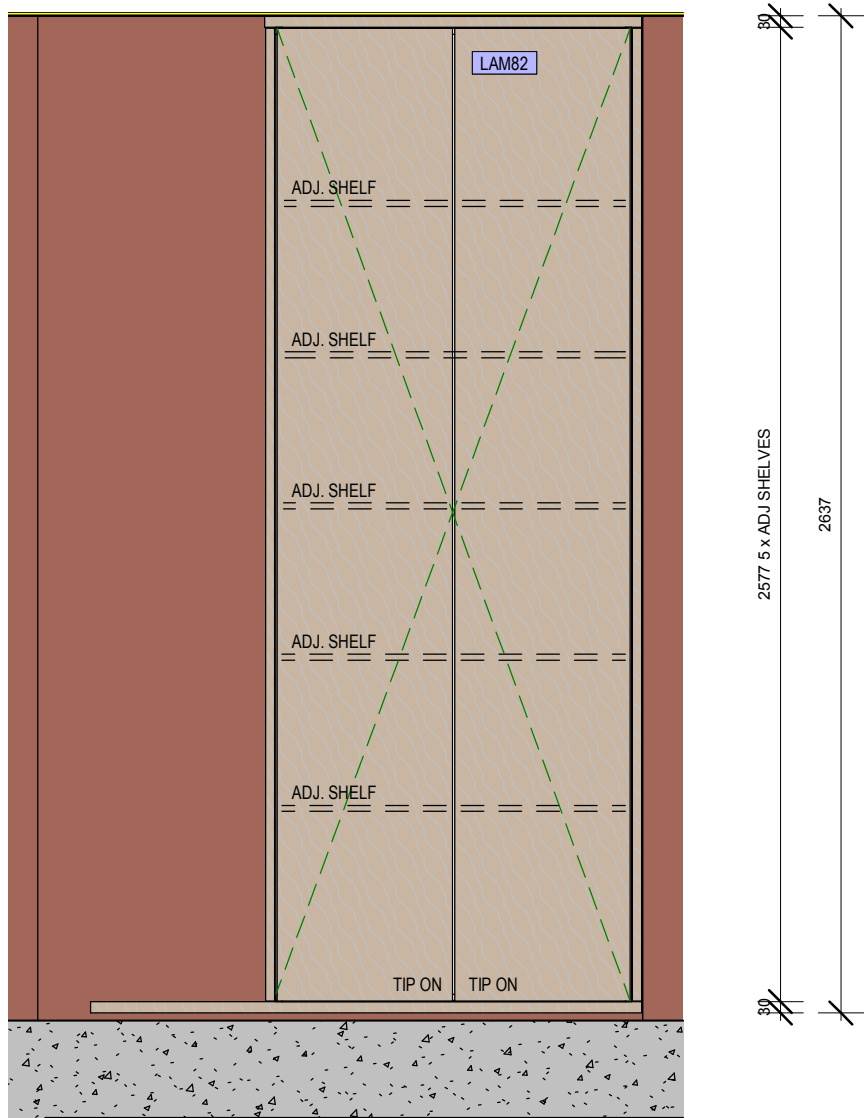 30
LAM82
ADJ. SHELF
ADJ. SHELF
ADJ. SHELF
ADJ. SHELF
ADJ. SHELF
TIP ON
TIP ON
2577 5 x ADJ SHELVES
2637
30